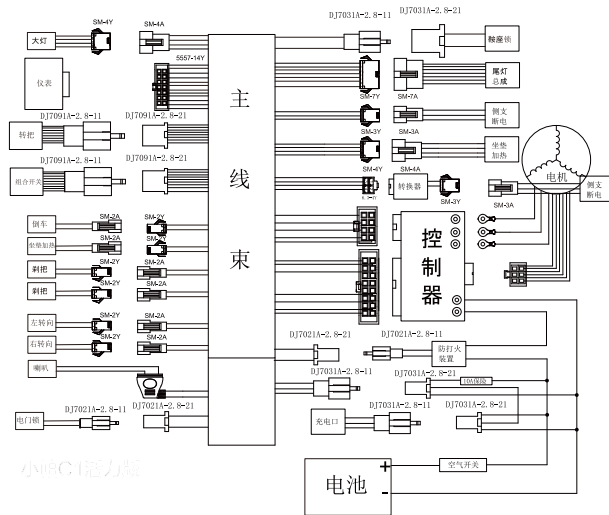 DJ7031A-2.8-11
DJ7031A-2.8-21
SM-4Y
SM-4A
大灯
鞍座锁
5557-14Y
仪表
SM-7Y
SM-7A
尾灯
总成
DJ7091A-2.8-11
DJ7091A-2.8-21
主
线
束
SM-3Y
SM-3A
侧支
断电
转把
坐垫
加热
DJ7091A-2.8-11
DJ7091A-2.8-21
SM-4Y
SM-4A
组合开关
转换器
SM-3Y
电机
SM-3A
侧支
断电
倒车
SM-2A
SM-2Y
坐垫加热
SM-2A
SM-2Y
控
制
器
刹把
SM-2Y
SM-2A
刹把
SM-2Y
SM-2A
左转向
SM-2Y
SM-2A
右转向
SM-2Y
SM-2A
DJ7021A-2.8-21
DJ7021A-2.8-11
防打火
装置
喇叭
DJ7031A-2.8-11
DJ7031A-2.8-21
10A保险
DJ7021A-2.8-11
DJ7021A-2.8-21
电门锁
充电口
DJ7031A-2.8-11
DJ7031A-2.8-21
电池
+
-
空气开关